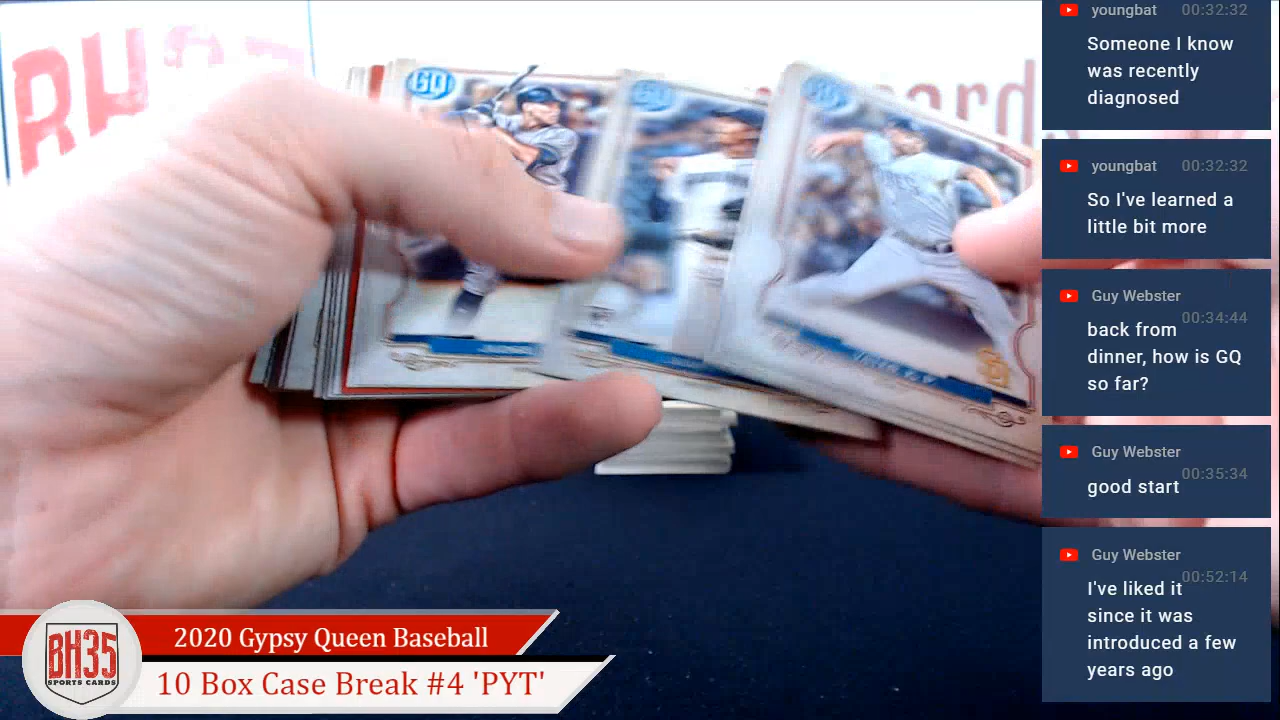 BH
cards
GQ
GQ
GQ
SD
youngbat 00:32:32
Someone I know
was recently
diagnosed
youngbat 00:32:32
So I've learned a
little bit more
Guy Webster
00:34:44
back from
dinner, how is GQ
so far?
Guy Webster
00:35:34
good start
Guy Webster
00:52:14
I've liked it
since it was
introduced a few
years ago
BH35
SPORTS CARDS
2020 Gypsy Queen Baseball
10 Box Case Break #4 'PYT'